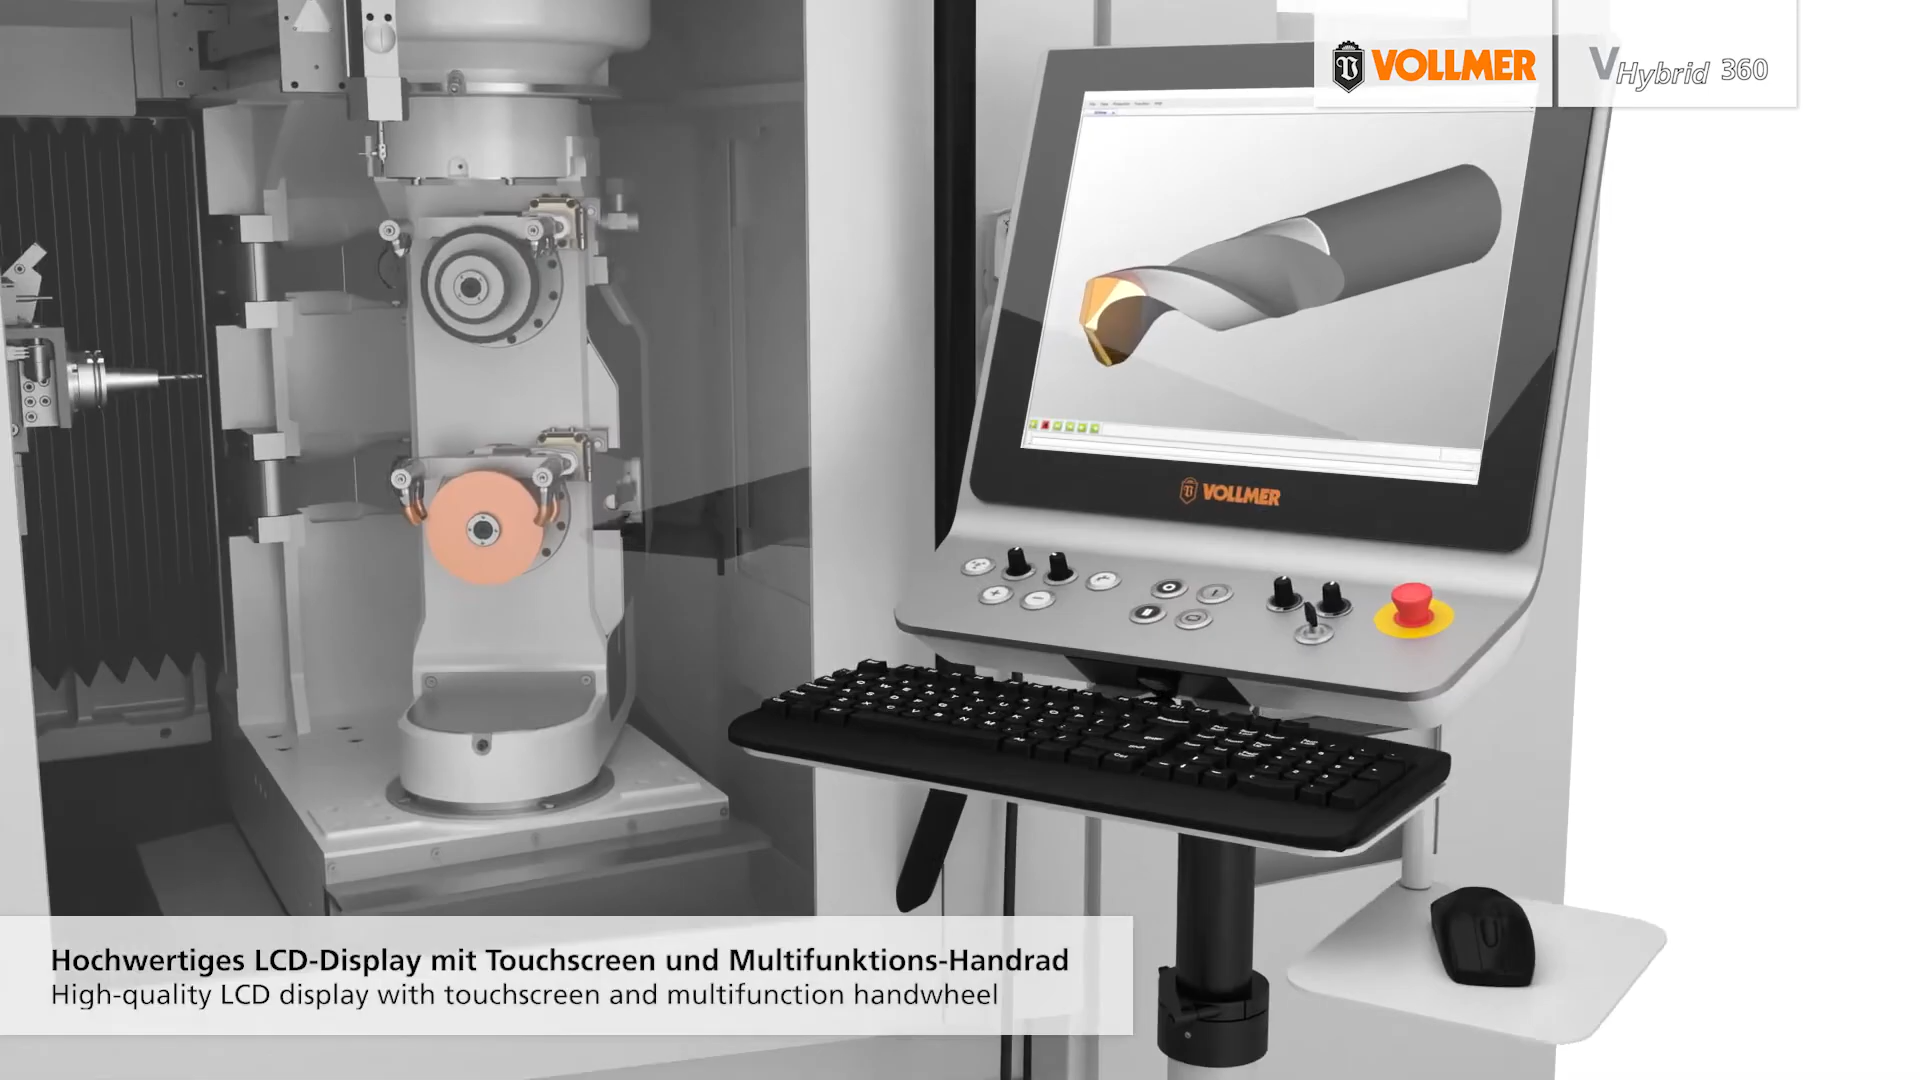 VOLLMER
VHybrid 360
VOLLMER
Hochwertiges LCD-Display mit Touchscreen und Multifunktions-Handrad
High-quality LCD display with touchscreen and multifunction handwheel